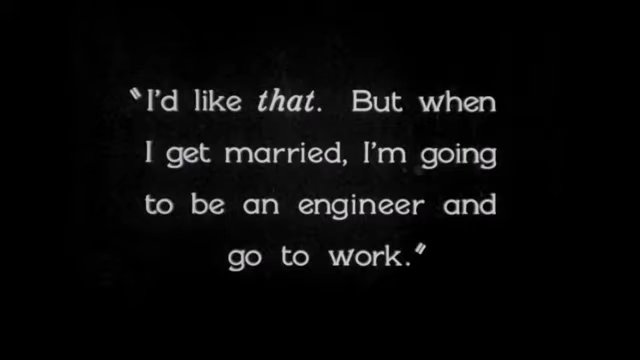 "I'd like that. But when
I get married, I'm going
to be an engineer and
go to work."